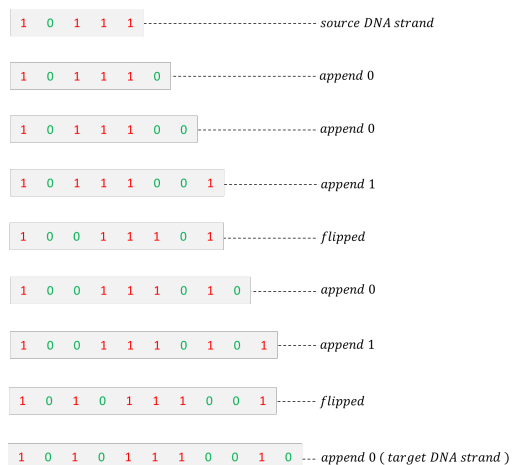 1 0 1 1 1 source DNA strand
1 0 1 1 1 0 append 0
1 0 1 1 1 0 0 append 0
1 0 1 1 1 0 0 1 append 1
1 0 0 1 1 1 0 1 flipped
1 0 0 1 1 1 0 1 0 append 0
1 0 0 1 1 1 0 1 0 1 append 1
1 0 1 0 1 1 1 0 0 1 flipped
1 0 1 0 1 1 1 0 0 1 0 append 0 ( target DNA strand )